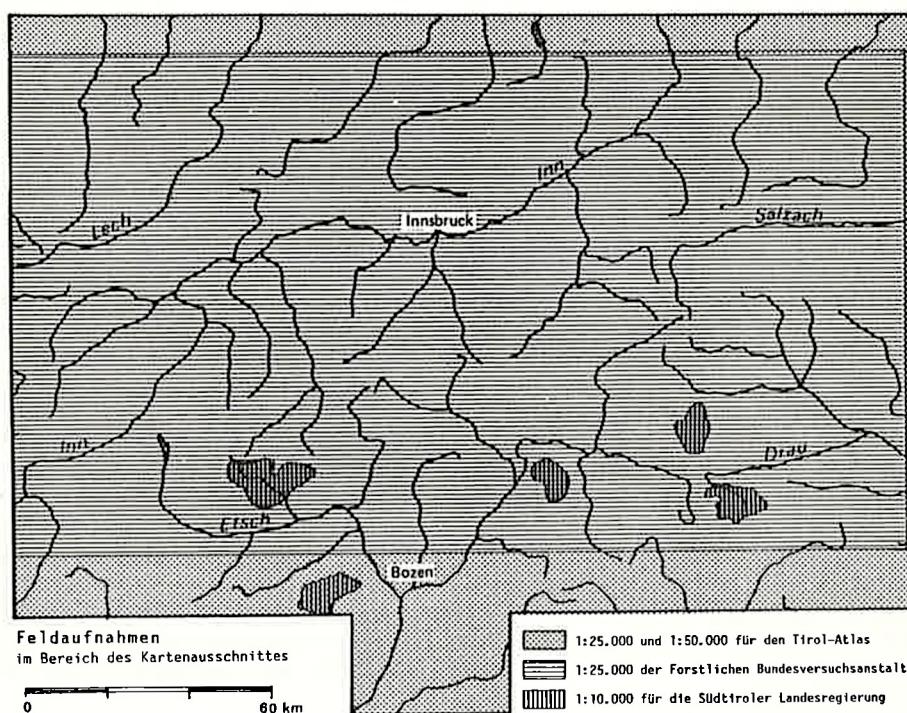 Inn
Lech
Innsbruck
Salzach
Inn
Drau
Etsch
Bozen
Feldaufnahmen
im Bereich des Kartenausschnittes
0 60 km
1:25.000 und 1:50.000 für den Tirol-Atlas
1:25.000 der Forstlichen Bundesversuchsanstalt
1:10.000 für die Südtiroler Landesregierung